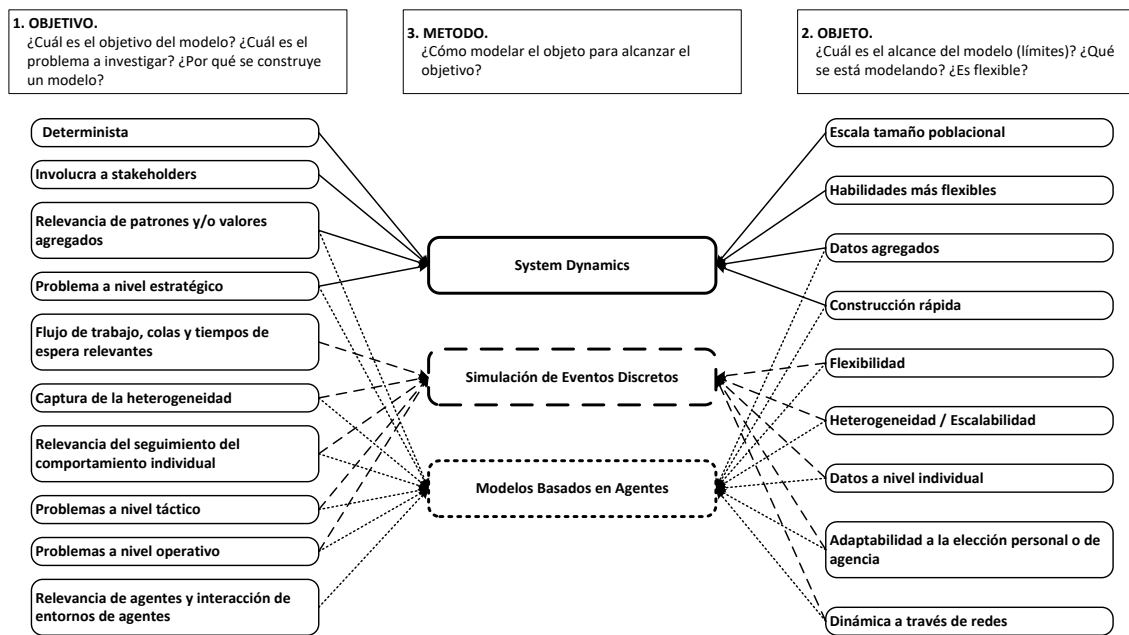 1. OBJETIVO.
¿Cuál es el objetivo del modelo? ¿Cuál es el
problema a investigar? ¿Por qué se construye
un modelo?
3. METODO.
¿Cómo modelar el objeto para alcanzar el
objetivo?
2. OBJETO.
¿Cuál es el alcance del modelo (límites)? ¿Qué
se está modelando? ¿Es flexible?
Determinista
Involucra a stakeholders
Relevancia de patrones y/o valores
agregados
Problema a nivel estratégico
Flujo de trabajo, colas y tiempos de
espera relevantes
Captura de la heterogeneidad
Relevancia del seguimiento del
comportamiento individual
Problemas a nivel táctico
Problemas a nivel operativo
Relevancia de agentes y interacción de
entornos de agentes
System Dynamics
Simulación de Eventos Discretos
Modelos Basados en Agentes
Escala tamaño poblacional
Habilidades más flexibles
Datos agregados
Construcción rápida
Flexibilidad
Heterogeneidad / Escalabilidad
Datos a nivel individual
Adaptabilidad a la elección personal o de
agencia
Dinámica a través de redes